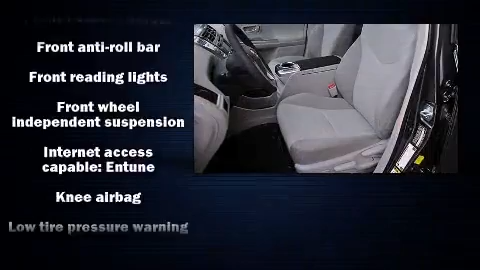 Front anti-roll bar
Front reading lights
Front wheel
independent suspension
Internet access
capable: Entune
Knee airbag
Low tire pressure warning